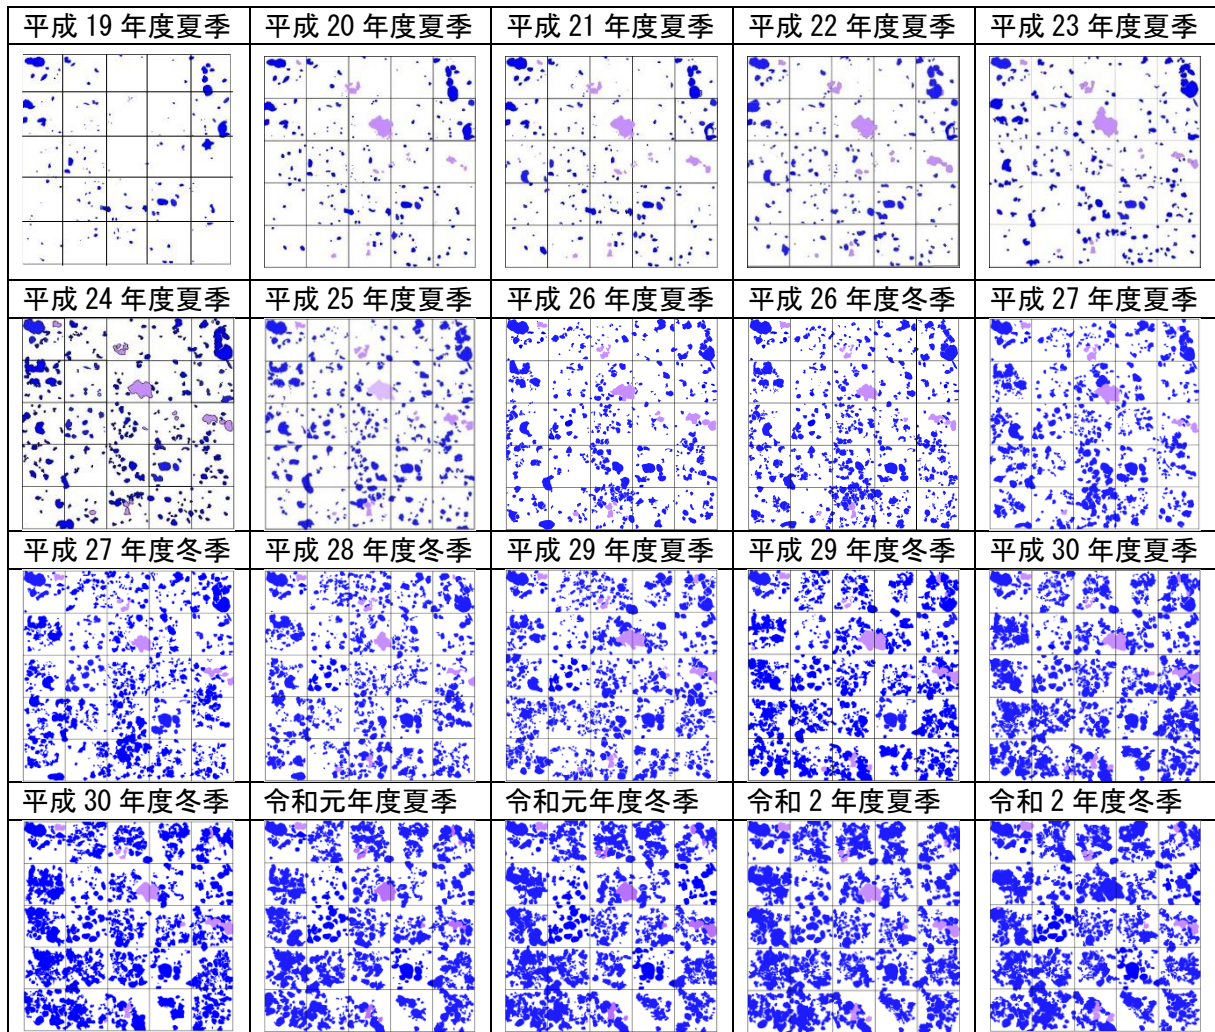 平成 19 年度夏季 平成 20 年度夏季 平成 21 年度夏季 平成 22 年度夏季 平成 23 年度夏季
平成 24 年度夏季 平成 25 年度夏季 平成 26 年度夏季 平成 26 年度冬季 平成 27 年度夏季
平成 27 年度冬季 平成 28 年度冬季 平成 29 年度夏季 平成 29 年度冬季 平成 30 年度夏季
平成 30 年度冬季 令和元年度夏季 令和元年度冬季 令和 2 年度夏季 令和 2 年度冬季